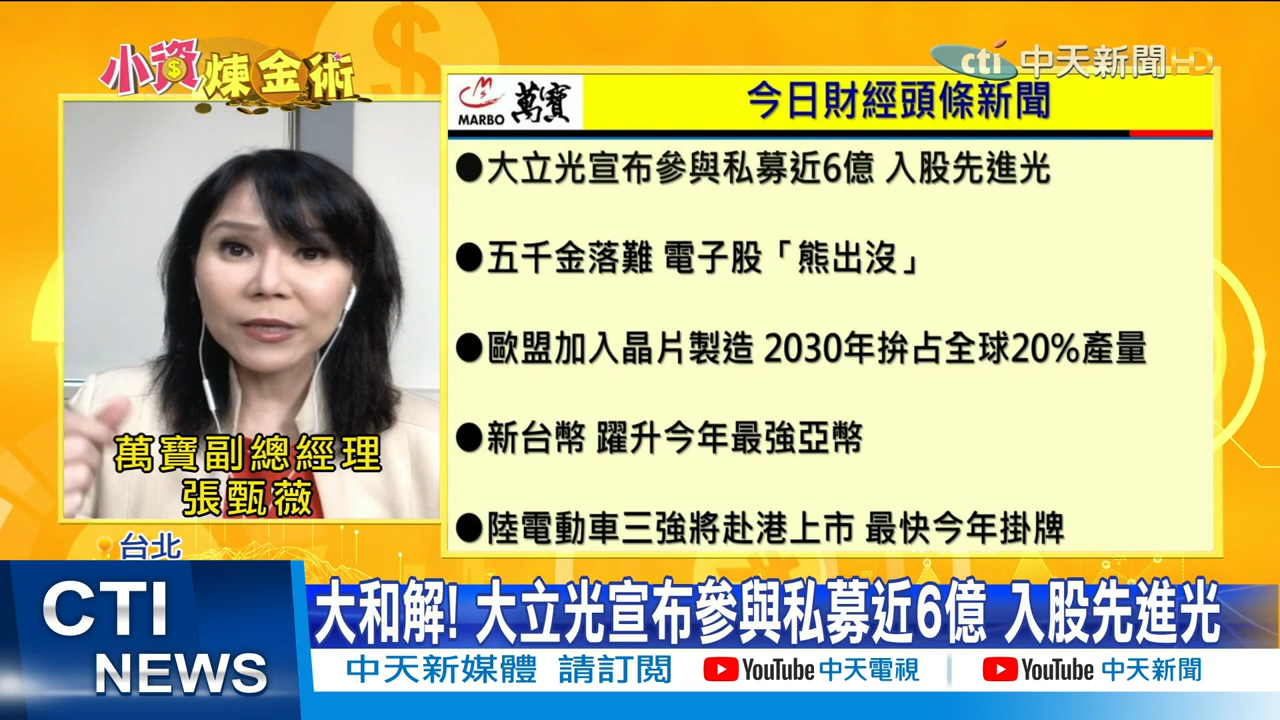 小資煉金術
cti 中天新聞HD
MARBO 萬寶
今日財經頭條新聞
●大立光宣布參與私募近6億 入股先進光
●五千金落難 電子股「熊出沒」
●歐盟加入晶片製造 2030年拚占全球20%產量
●新台幣 躍升今年最強亞幣
●陸電動車三強將赴港上市 最快今年掛牌
萬寶副總經理
張甄薇
台北
CTI NEWS
大和解! 大立光宣布參與私募近6億 入股先進光
中天新媒體 請訂閱 YouTube 中天電視 YouTube 中天新聞